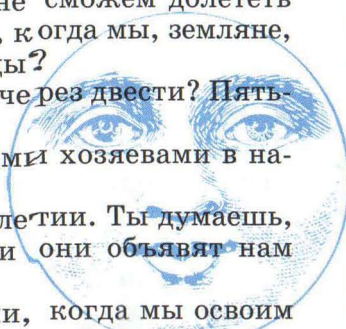 не сможем долететь
, когда мы, земляне,
ды?
через двести? Пять-
ми хозяевами в на-
летии. Ты думаешь,
и они объявят нам
и, когда мы освоим